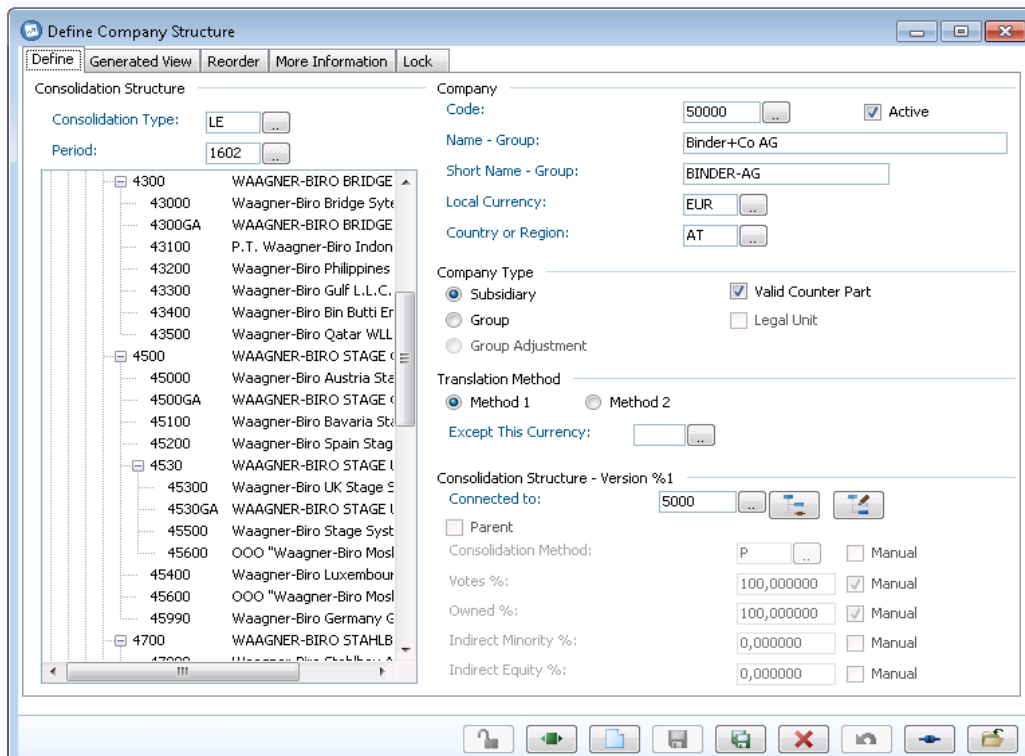 Define Company Structure
Define Generated View Reorder More Information Lock
Consolidation Structure
Consolidation Type: LE ..
Period: 1602 ..
4300 WAAGNER-BIRO BRIDGE
43000 Waagner-Biro Bridge Syte
4300GA WAAGNER-BIRO BRIDGE
43100 P.T. Waagner-Biro Indon
43200 Waagner-Biro Philippines
43300 Waagner-Biro Gulf L.L.C.
43400 Waagner-Biro Bin Butti Er
43500 Waagner-Biro Qatar WLL
4500 WAAGNER-BIRO STAGE
45000 Waagner-Biro Austria Sta
4500GA WAAGNER-BIRO STAGE
45100 Waagner-Biro Bavaria Sta
45200 Waagner-Biro Spain Stag
4530 WAAGNER-BIRO STAGE U
45300 Waagner-Biro UK Stage S
4530GA WAAGNER-BIRO STAGE U
45500 Waagner-Biro Stage Syst
45600 OOO "Waagner-Biro Mosl
45400 Waagner-Biro Luxembour
45600 OOO "Waagner-Biro Mosl
45990 Waagner-Biro Germany G
4700 WAAGNER-BIRO STAHLB
Company
Code: 50000 .. Active
Name - Group: Binder+Co AG
Short Name - Group: BINDER-AG
Local Currency: EUR ..
Country or Region: AT ..
Company Type
Subsidiary Valid Counter Part
Group Legal Unit
Group Adjustment
Translation Method
Method 1 Method 2
Except This Currency: ..
Consolidation Structure - Version %1
Connected to: 5000 ..
Parent
Consolidation Method: P .. Manual
Votes %: 100,000000 Manual
Owned %: 100,000000 Manual
Indirect Minority %: 0,000000 Manual
Indirect Equity %: 0,000000 Manual